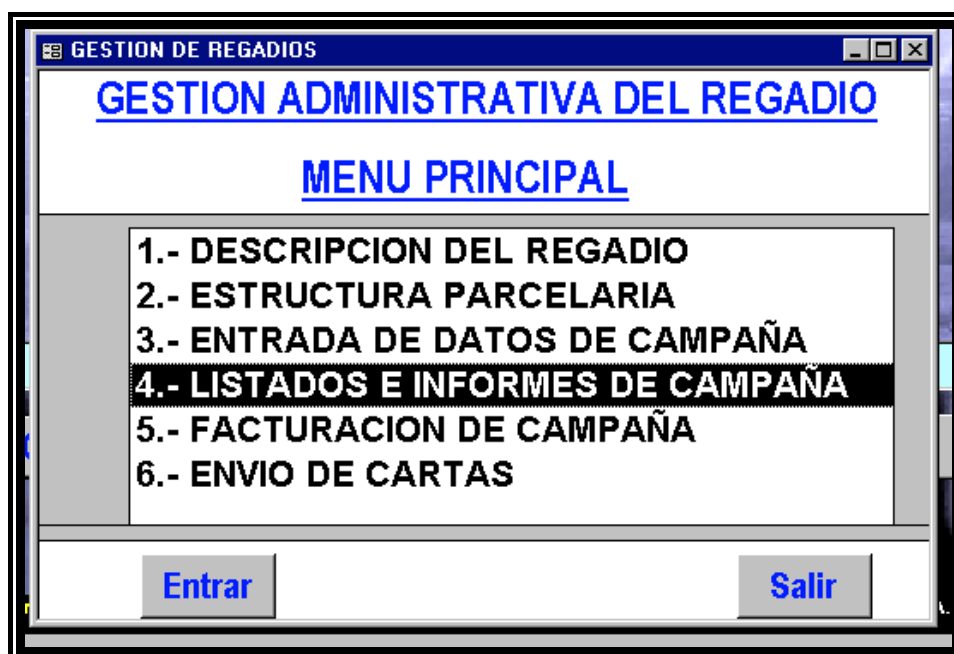 GESTION DE REGADIOS
GESTION ADMINISTRATIVA DEL REGADIO
MENU PRINCIPAL
1.- DESCRIPCION DEL REGADIO
2.- ESTRUCTURA PARCELARIA
3.- ENTRADA DE DATOS DE CAMPAÑA
4.- LISTADOS E INFORMES DE CAMPAÑA
5.- FACTURACION DE CAMPAÑA
6.- ENVIO DE CARTAS
Entrar
Salir